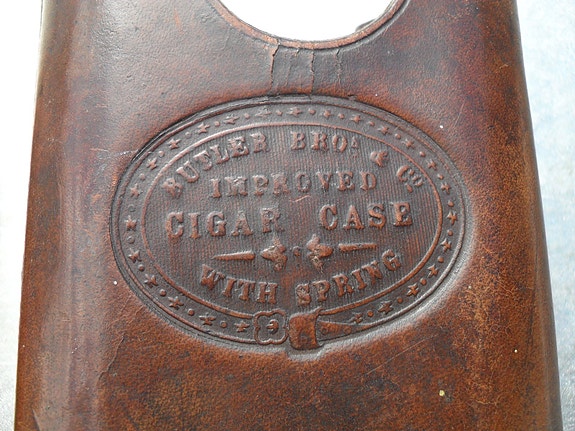 BUTLER BROS & Co
IMPROVED
CIGAR CASE
WITH SPRING